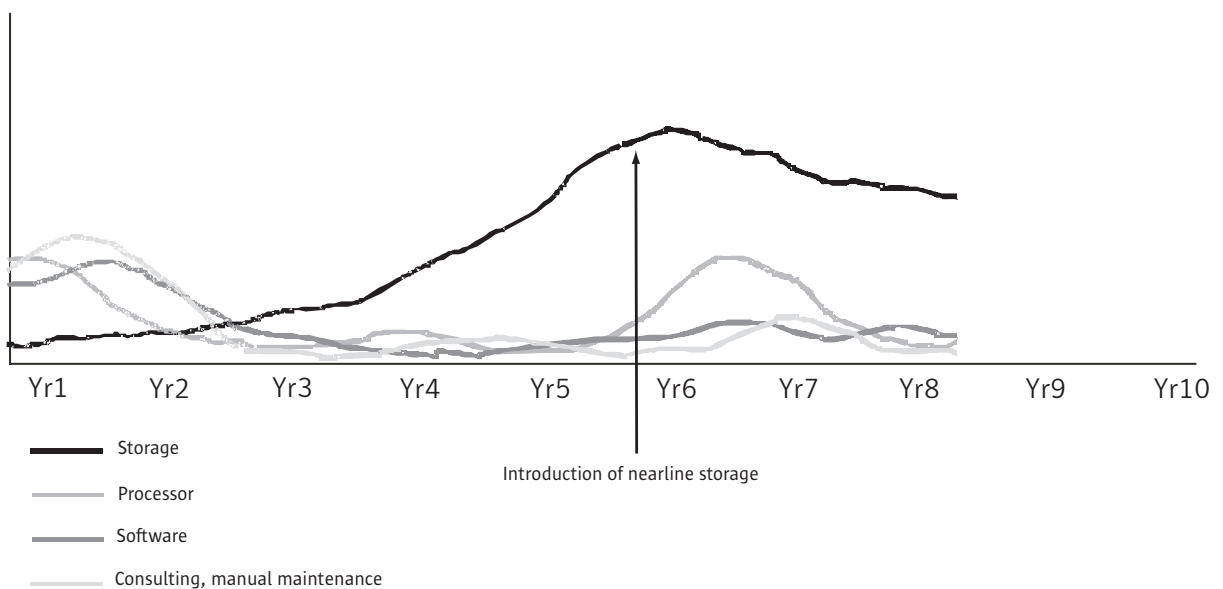 Yr1 Yr2 Yr3 Yr4 Yr5 Yr6 Yr7 Yr8 Yr9 Yr10
Storage
Introduction of nearline storage
Processor
Software
Consulting, manual maintenance